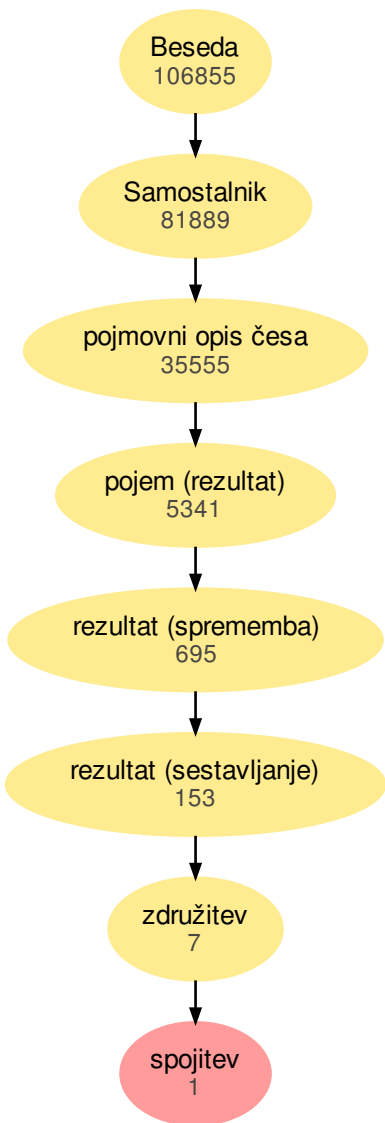 Beseda
106855
Samostalnik
81889
pojmovni opis česa
35555
pojem (rezultat)
5341
rezultat (sprememba)
695
rezultat (sestavljanje)
153
združitev
7
spojitev
1